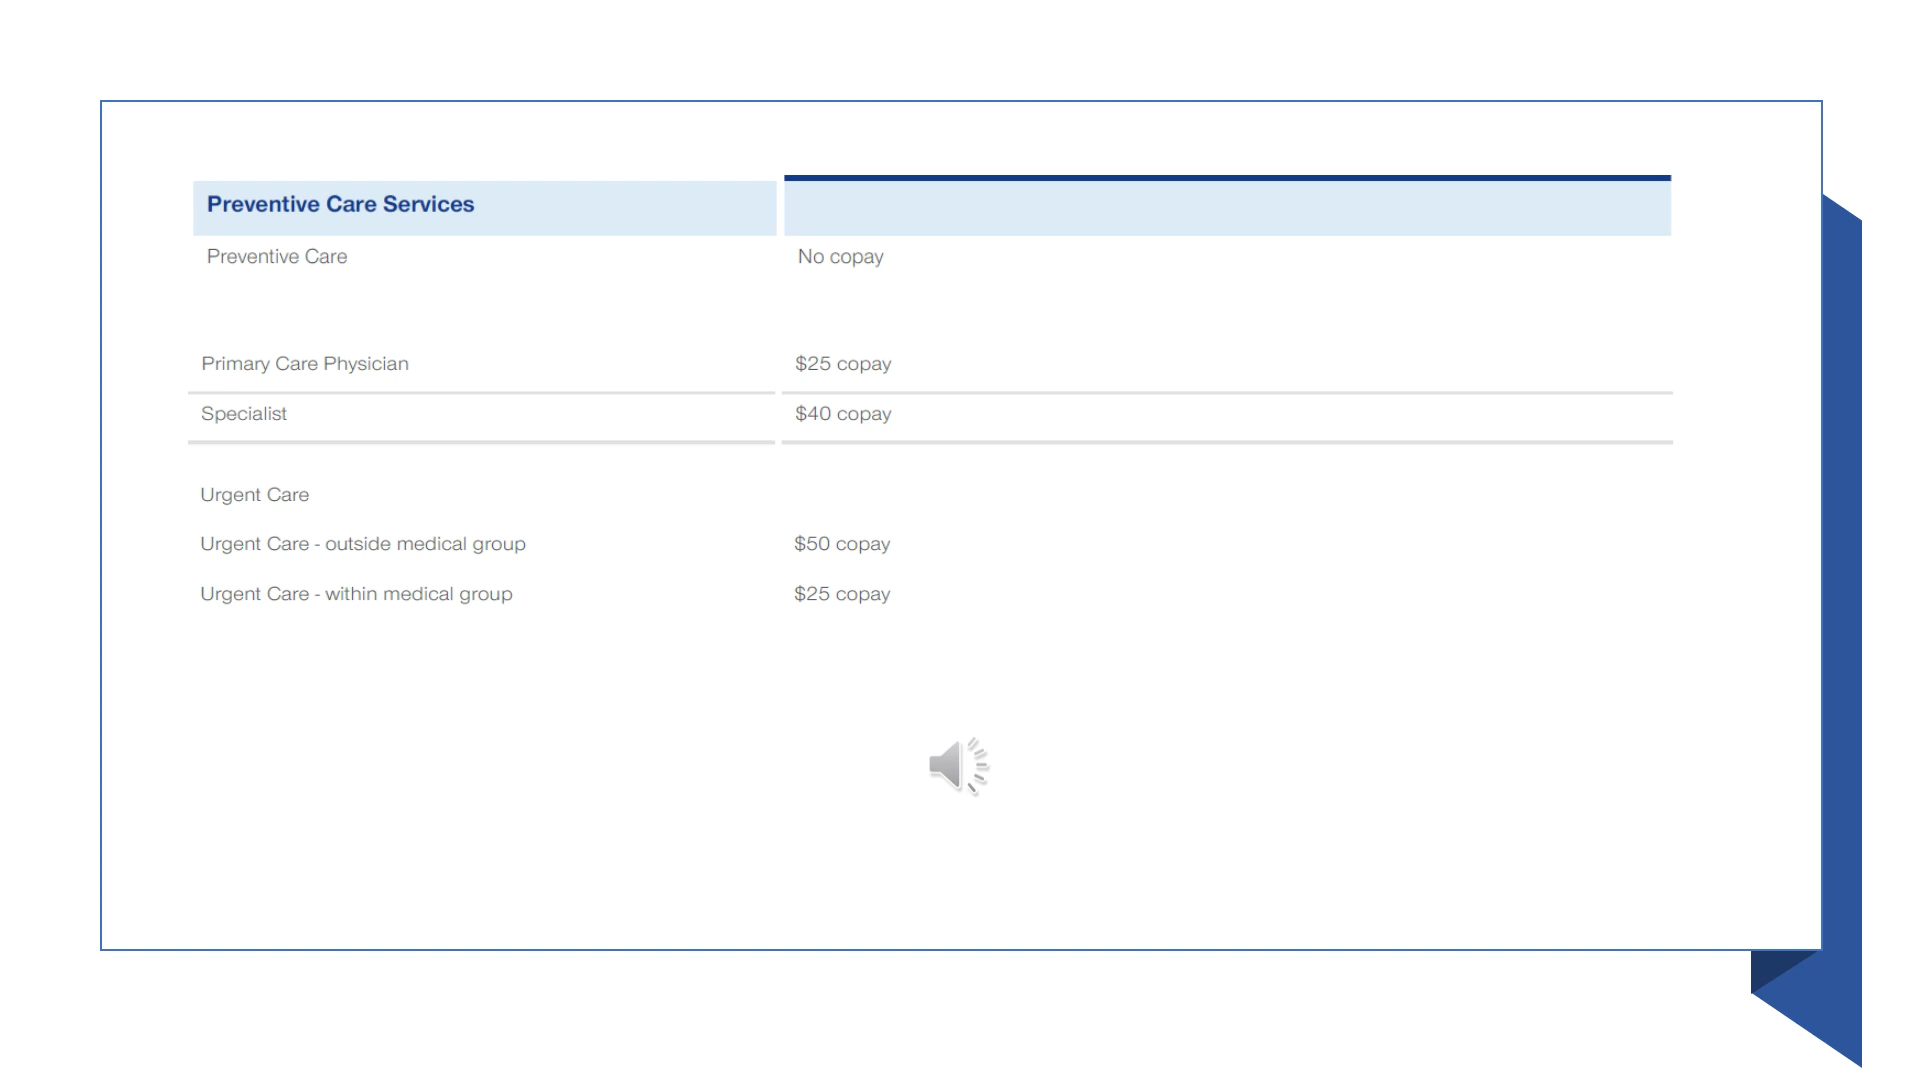 Preventive Care Services
Preventive Care No copay
Primary Care Physician $25 copay
Specialist $40 copay
Urgent Care
Urgent Care - outside medical group $50 copay
Urgent Care - within medical group $25 copay